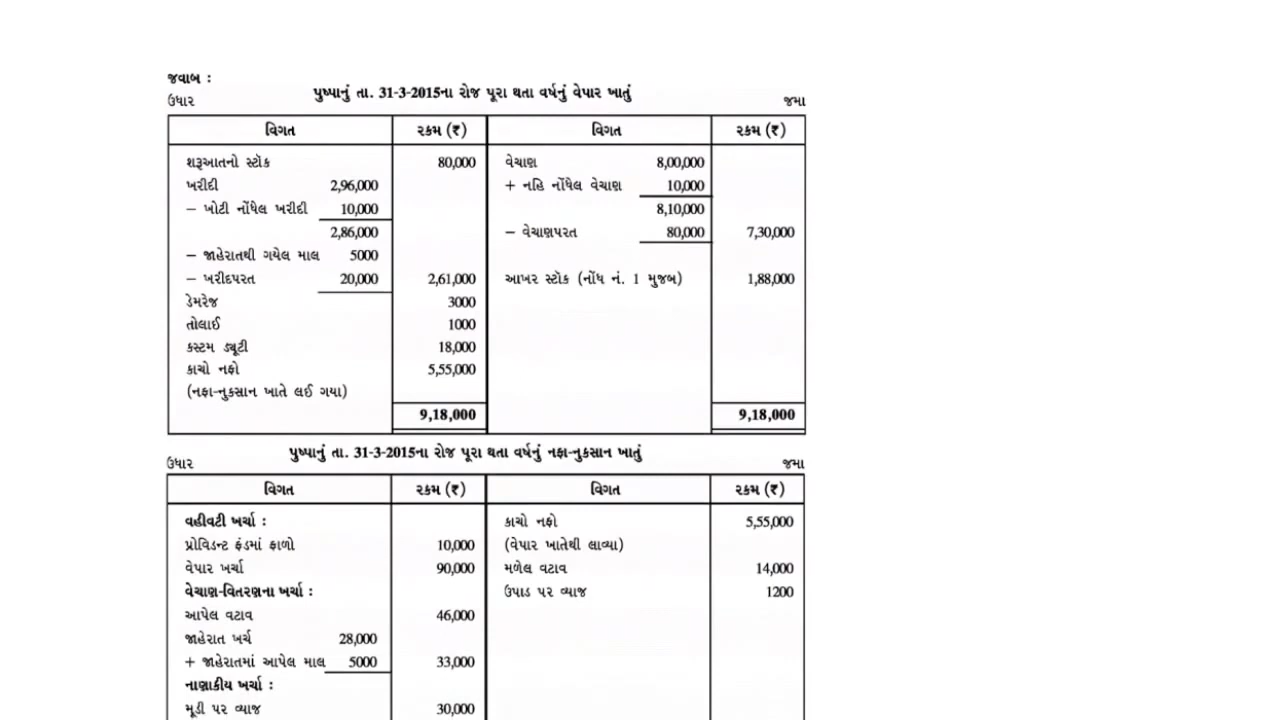 જવાબ :
પુષ્પાનું તા. 31-3-2015ના રોજ પૂરા થતા વર્ષનું વેપાર ખાતું
ઉધાર જમા
વિગત રકમ (₹) વિગત રકમ (₹)
શરૂઆતનો સ્ટૉક 80,000 વેચાણ 8,00,000
ખરીદી 2,96,000 + નહિ નોંધેલ વેચાણ 10,000
− ખોટી નોંધેલ ખરીદી 10,000 8,10,000
2,86,000 − વેચાણપરત 80,000 7,30,000
− જાહેરાતથી ગયેલ માલ 5000
− ખરીદપરત 20,000 2,61,000 આખર સ્ટૉક (નોંધ નં. 1 મુજબ) 1,88,000
ડેમરેજ 3000
તોલાઈ 1000
કસ્ટમ ડ્યૂટી 18,000
કાચો નફો 5,55,000
(નફા-નુકસાન ખાતે લઈ ગયા)
9,18,000 9,18,000
પુષ્પાનું તા. 31-3-2015ના રોજ પૂરા થતા વર્ષનું નફા-નુકસાન ખાતું
ઉધાર જમા
વિગત રકમ (₹) વિગત રકમ (₹)
વહીવટી ખર્ચા : કાચો નફો 5,55,000
પ્રોવિડન્ટ ફંડમાં ફાળો 10,000 (વેપાર ખાતેથી લાવ્યા)
વેપાર ખર્ચા 90,000 મળેલ વટાવ 14,000
વેચાણ-વિતરણના ખર્ચા : ઉપાડ પર વ્યાજ 1200
આપેલ વટાવ 46,000
જાહેરાત ખર્ચ 28,000
+ જાહેરાતમાં આપેલ માલ 5000 33,000
નાણાકીય ખર્ચા :
મૂડી પર વ્યાજ 30,000